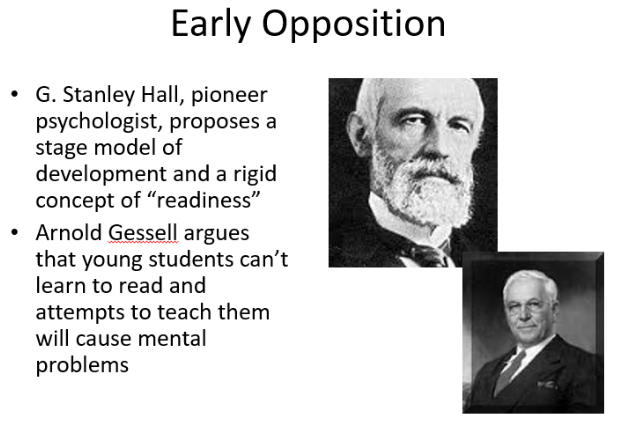 Early Opposition
• G. Stanley Hall, pioneer
psychologist, proposes a
stage model of
development and a rigid
concept of “readiness”
• Arnold Gessell argues
that young students can’t
learn to read and
attempts to teach them
will cause mental
problems